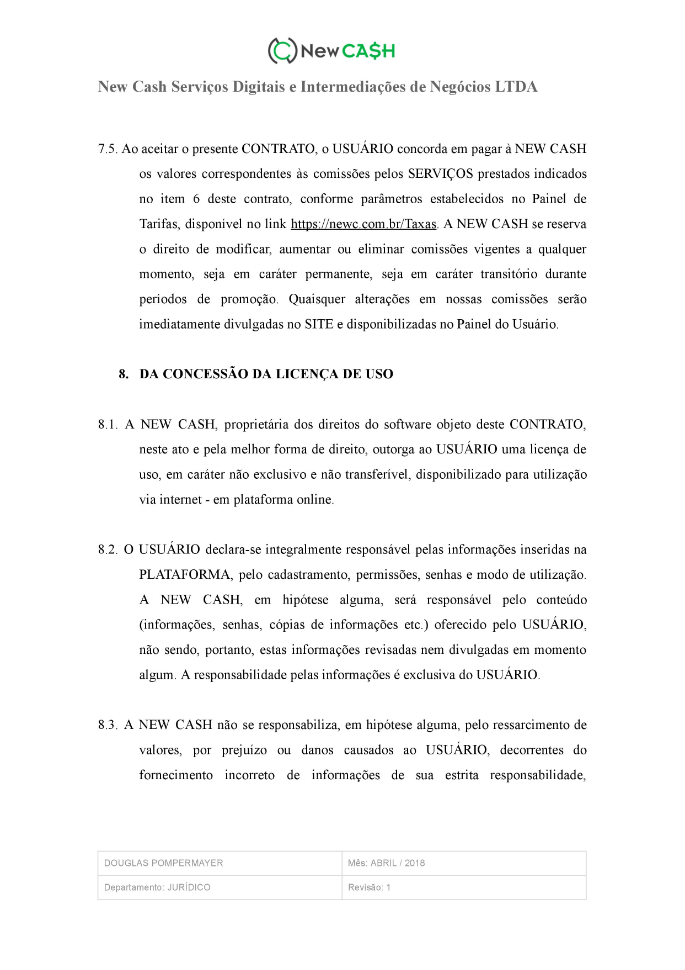 New CA$H
New Cash Serviços Digitais e Intermediações de Negócios LTDA
7.5. Ao aceitar o presente CONTRATO, o USUÁRIO concorda em pagar à NEW CASH
os valores correspondentes às comissões pelos SERVIÇOS prestados indicados
no item 6 deste contrato, conforme parâmetros estabelecidos no Painel de
Tarifas, disponivel no link https://newc.com.br/Taxas. A NEW CASH se reserva
o direito de modificar, aumentar ou eliminar comissões vigentes a qualquer
momento, seja em caráter permanente, seja em caráter transitório durante
periodos de promoção. Quaisquer alterações em nossas comissões serão
imediatamente divulgadas no SITE e disponibilizadas no Painel do Usuário.
8. DA CONCESSÃO DA LICENÇA DE USO
8.1. A NEW CASH, proprietária dos direitos do software objeto deste CONTRATO,
neste ato e pela melhor forma de direito, outorga ao USUÁRIO uma licença de
uso, em caráter não exclusivo e não transferível, disponibilizado para utilização
via internet - em plataforma online.
8.2. O USUÁRIO declara-se integralmente responsável pelas informações inseridas na
PLATAFORMA, pelo cadastramento, permissões, senhas e modo de utilização.
A NEW CASH, em hipótese alguma, será responsável pelo conteúdo
(informações, senhas, cópias de informações etc.) oferecido pelo USUÁRIO,
não sendo, portanto, estas informações revisadas nem divulgadas em momento
algum. A responsabilidade pelas informações é exclusiva do USUÁRIO.
8.3. A NEW CASH não se responsabiliza, em hipótese alguma, pelo ressarcimento de
valores, por prejuízo ou danos causados ao USUÁRIO, decorrentes do
fornecimento incorreto de informações de sua estrita responsabilidade,
DOUGLAS POMPERMAYER Mês: ABRIL / 2018
Departamento: JURÍDICO Revisão: 1